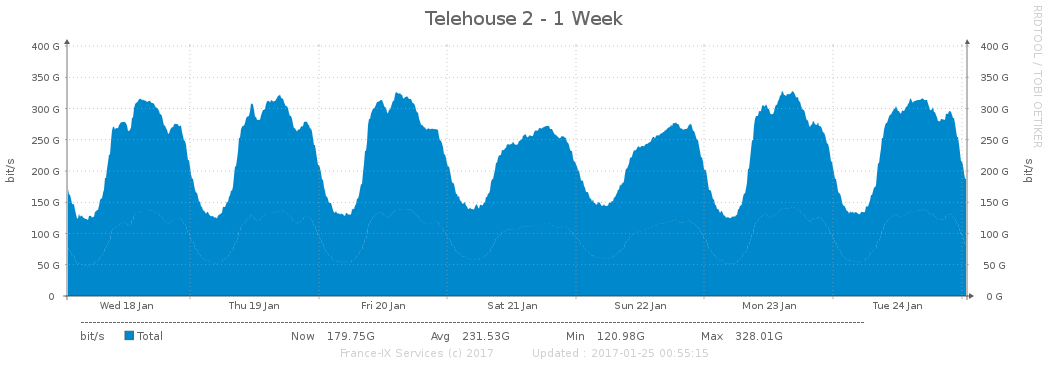 Telehouse 2 - 1 Week
RRDTOOL / TOBI OETIKER
400 G 400 G
350 G 350 G
300 G 300 G
250 G 250 G
200 G 200 G
150 G 150 G
100 G 100 G
50 G 50 G
0 0 G
bit/s bit/s
Wed 18 Jan Thu 19 Jan Fri 20 Jan Sat 21 Jan Sun 22 Jan Mon 23 Jan Tue 24 Jan
bit/s Total Now 179.75G Avg 231.53G Min 120.98G Max 328.01G
France-IX Services (c) 2017 Updated : 2017-01-25 00:55:15